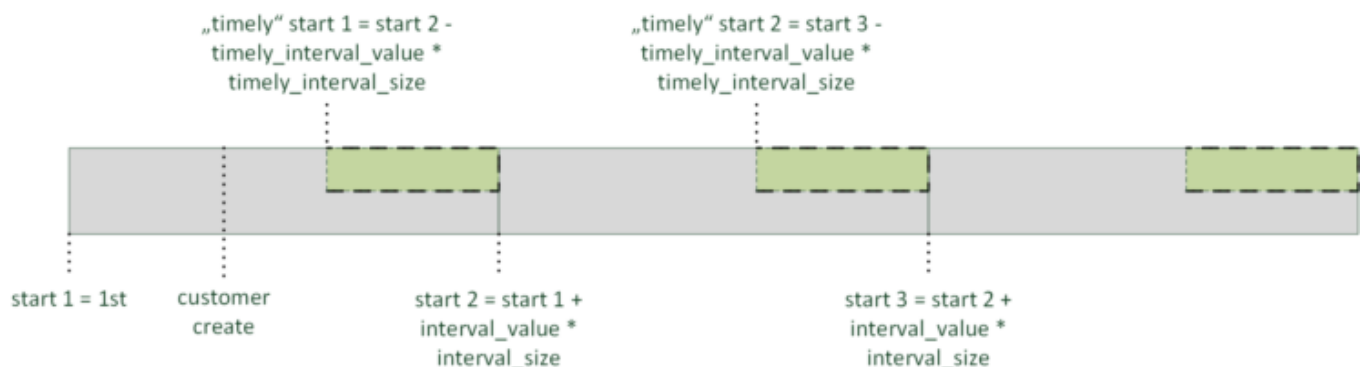 „timely“ start 1 = start 2 -
timely_interval_value *
timely_interval_size
„timely“ start 2 = start 3 -
timely_interval_value *
timely_interval_size
start 1 = 1st
customer
create
start 2 = start 1 +
interval_value *
interval_size
start 3 = start 2 +
interval_value *
interval_size